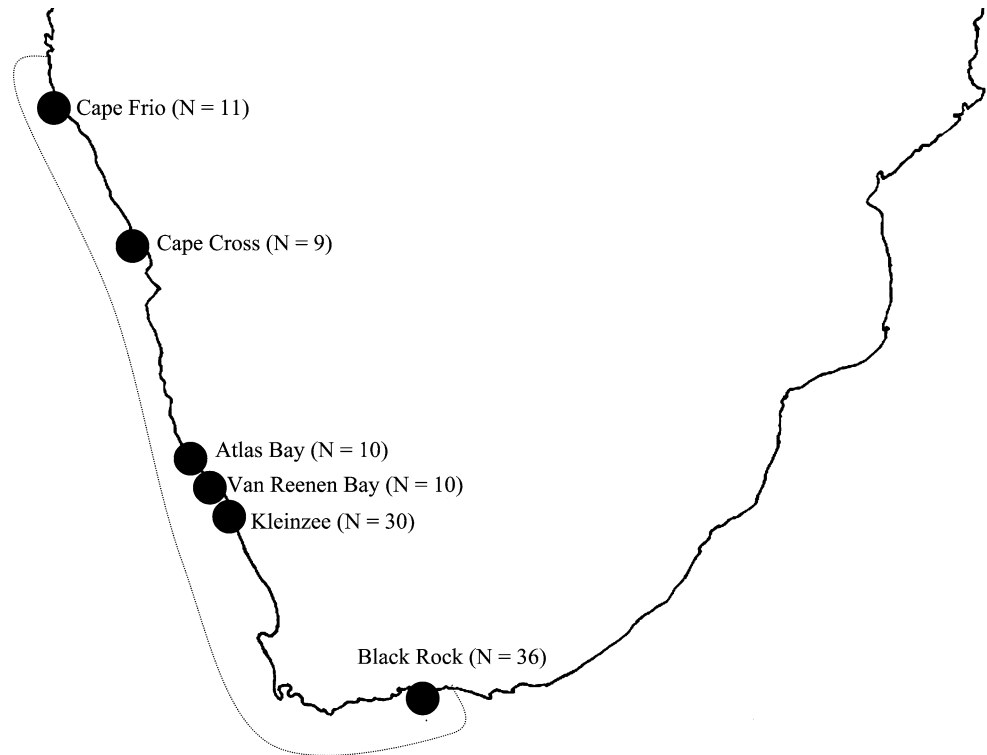 Cape Frio (N = 11)
Cape Cross (N = 9)
Atlas Bay (N = 10)
Van Reenen Bay (N = 10)
Kleinzee (N = 30)
Black Rock (N = 36)